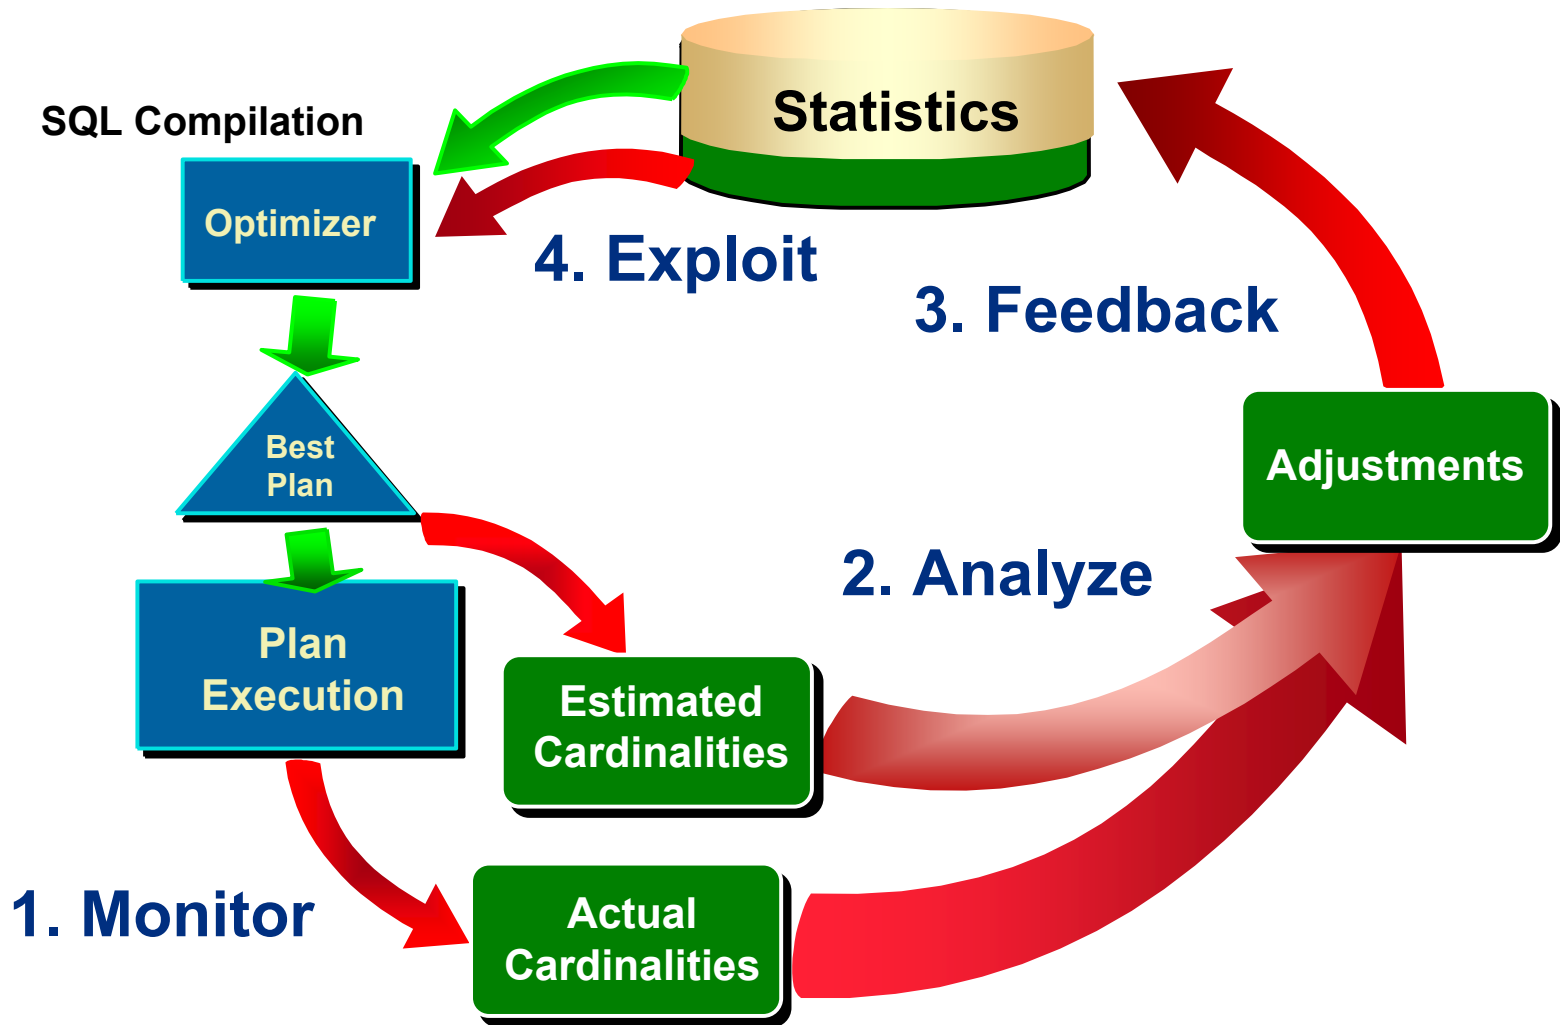 Statistics
SQL Compilation
Optimizer
4. Exploit
3. Feedback
Best
Plan
Adjustments
2. Analyze
Plan
Execution
Estimated
Cardinalities
1. Monitor
Actual
Cardinalities